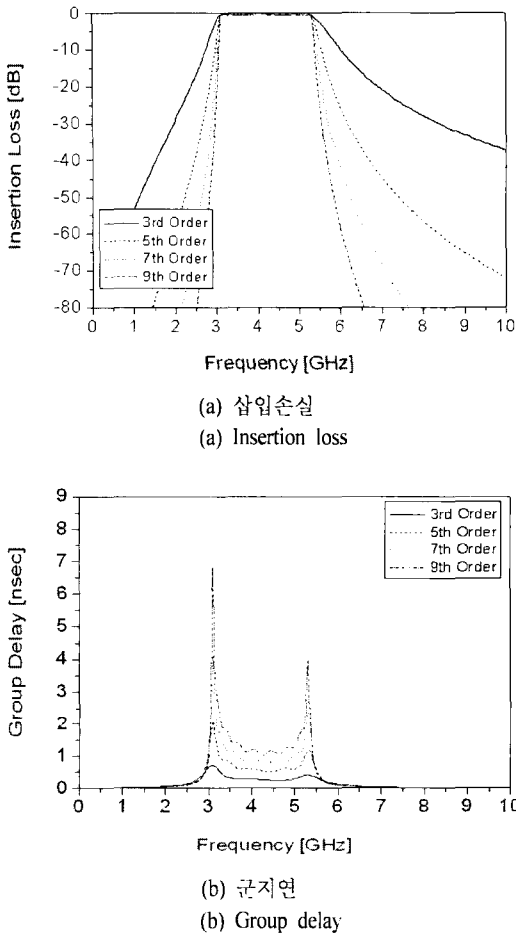 0
-10
-20
-30
-40
-50
-60
-70
-80
Insertion Loss [dB]
3rd Order
5th Order
7th Order
9th Order
0 1 2 3 4 5 6 7 8 9 10
Frequency [GHz]
(a) 삽입손실
(a) Insertion loss
9
8
7
6
5
4
3
2
1
0
Group Delay [nsec]
3rd Order
5th Order
7th Order
9th Order
0 1 2 3 4 5 6 7 8 9 10
Frequency [GHz]
(b) 군지연
(b) Group delay